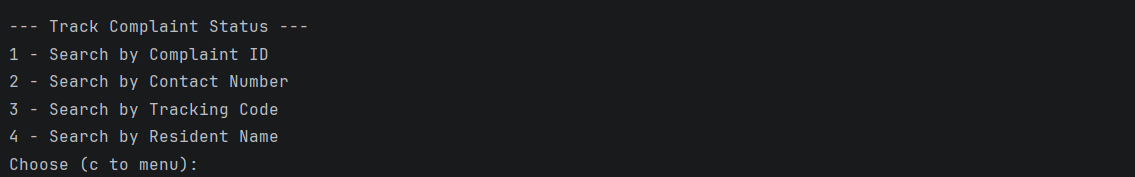 --- Track Complaint Status ---
1 - Search by Complaint ID
2 - Search by Contact Number
3 - Search by Tracking Code
4 - Search by Resident Name
Choose (c to menu):